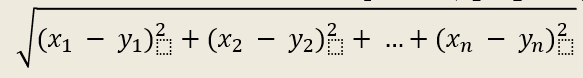 √(x₁ − y₁)²⬚ + (x₂ − y₂)²⬚ + … + (xₙ − yₙ)²⬚